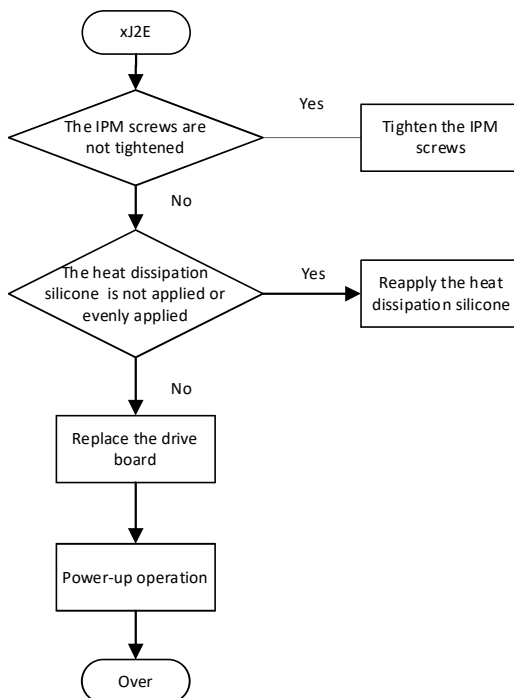 xJ2E
Yes
The IPM screws are
not tightened
Tighten the IPM
screws
No
The heat dissipation
silicone is not applied or
evenly applied
Yes
Reapply the heat
dissipation silicone
No
Replace the drive
board
Power-up operation
Over